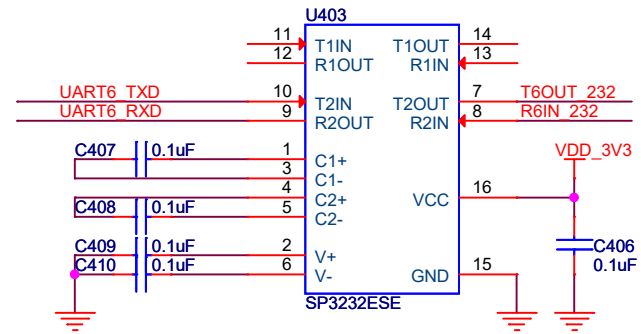 U403
11 T1IN T1OUT 14
12 R1OUT R1IN 13
UART6_TXD 10 T2IN T2OUT 7 T6OUT_232
UART6_RXD 9 R2OUT R2IN 8 R6IN_232
C407 0.1uF 1 C1+ VDD_3V3
3 C1-
4 C2+ VCC 16
C408 0.1uF 5 C2-
C409 0.1uF 2 V+ C406
C410 0.1uF 6 V- GND 15 0.1uF
SP3232ESE